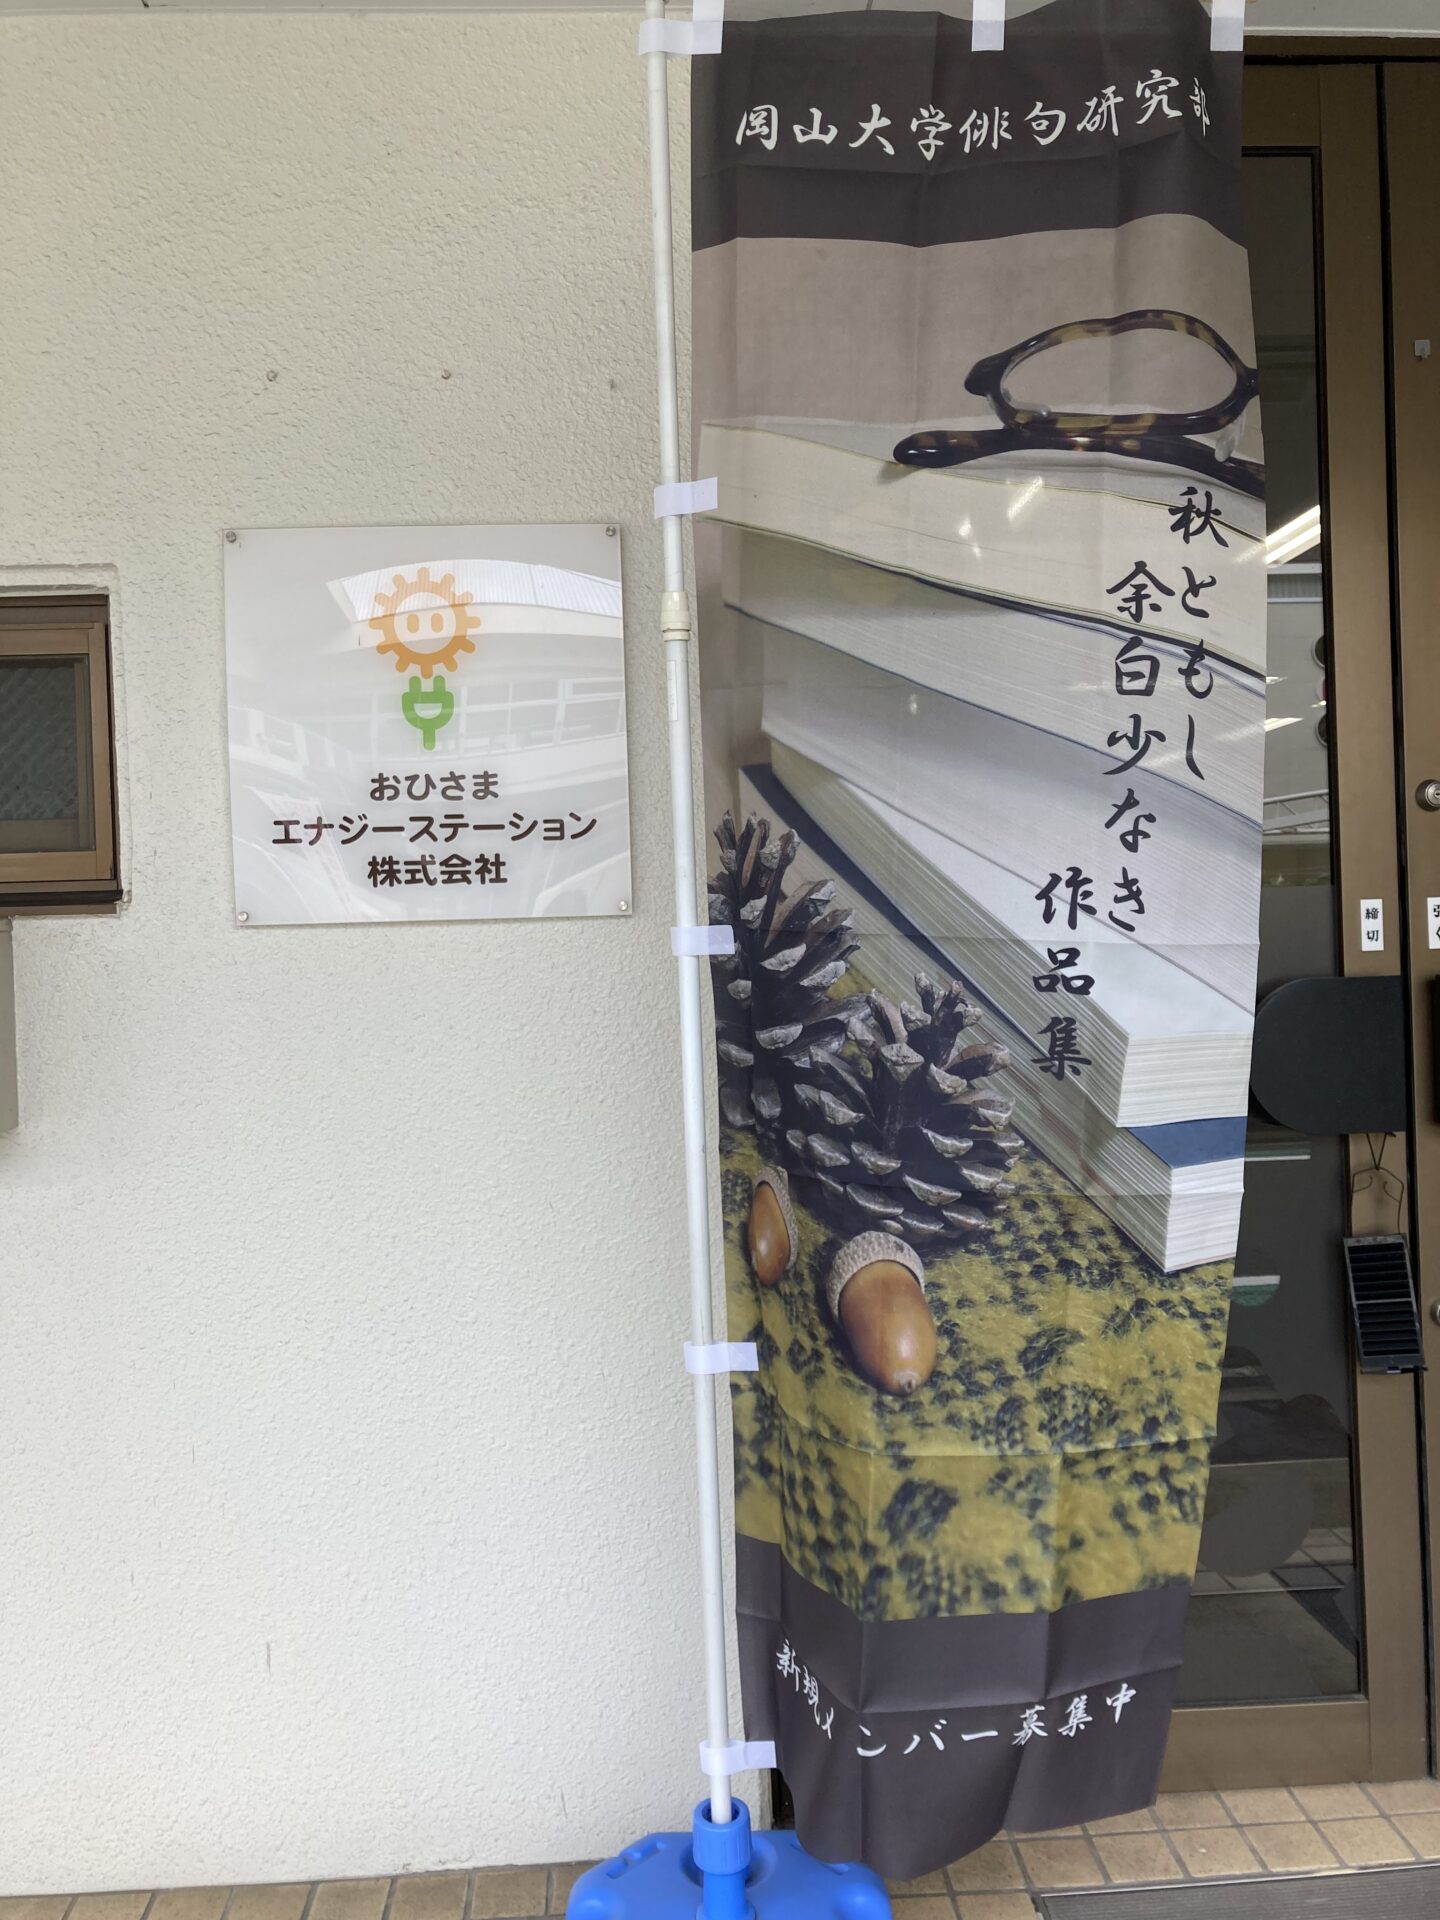 岡山大学俳句研究部
秋ともし
余白少なき
作品集
新規メンバー募集中
おひさま
エナジーステーション
株式会社
締切